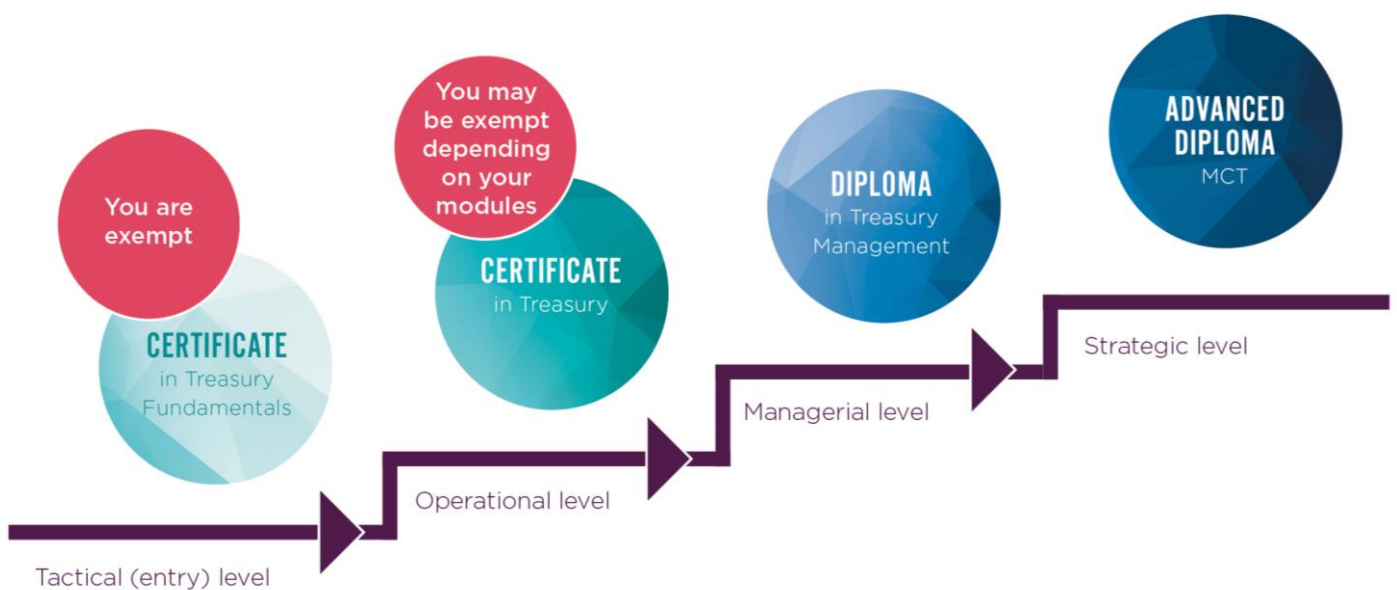 You are
exempt
CERTIFICATE
in Treasury
Fundamentals
Tactical (entry) level
You may
be exempt
depending
on your
modules
CERTIFICATE
in Treasury
Operational level
DIPLOMA
in Treasury
Management
Managerial level
ADVANCED
DIPLOMA
MCT
Strategic level